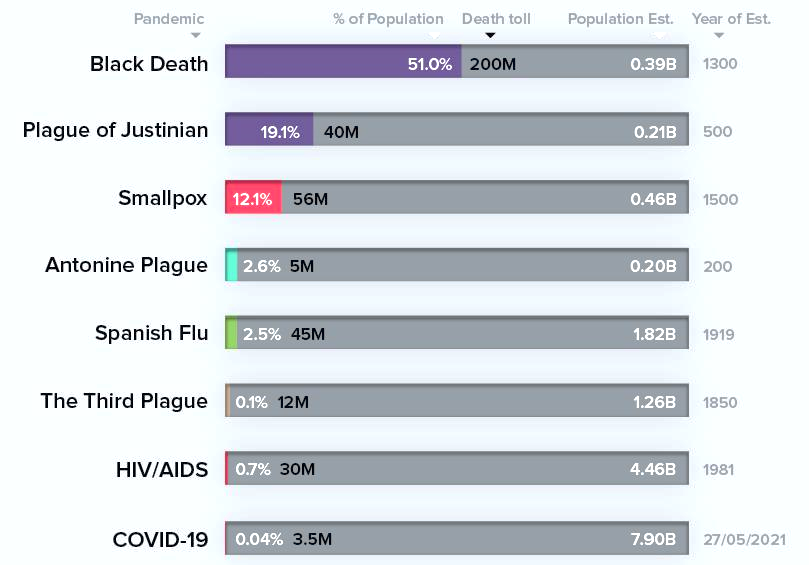 Pandemic % of Population Death toll Population Est. Year of Est.
Black Death 51.0% 200M 0.39B 1300
Plague of Justinian 19.1% 40M 0.21B 500
Smallpox 12.1% 56M 0.46B 1500
Antonine Plague 2.6% 5M 0.20B 200
Spanish Flu 2.5% 45M 1.82B 1919
The Third Plague 0.1% 12M 1.26B 1850
HIV/AIDS 0.7% 30M 4.46B 1981
COVID-19 0.04% 3.5M 7.90B 27/05/2021